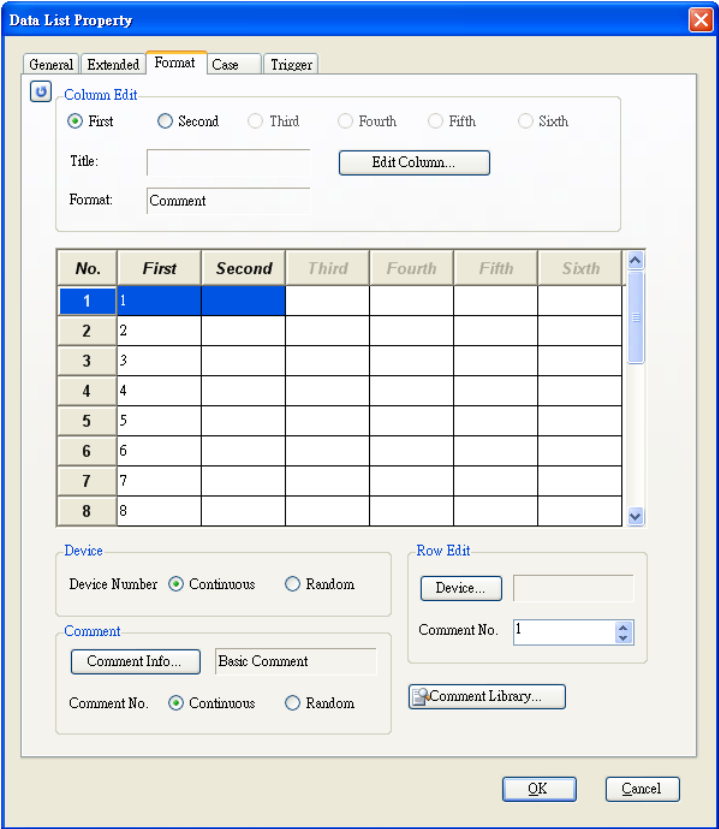 Data List Property
General Extended Format Case Trigger
Column Edit
First Second Third Fourth Fifth Sixth
Title: Edit Column...
Format: Comment
No. First Second Third Fourth Fifth Sixth
1 1
2 2
3 3
4 4
5 5
6 6
7 7
8 8
Device
Device Number Continuous Random
Row Edit
Device...
Comment No. 1
Comment
Comment Info... Basic Comment
Comment No. Continuous Random
Comment Library...
OK Cancel